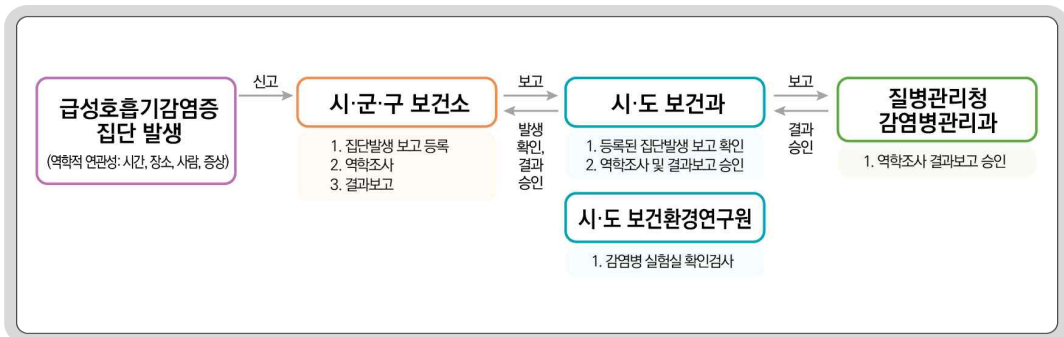 급성호흡기감염증
집단 발생
(역학적 연관성: 시간, 장소, 사람, 증상)
신고
시·군·구 보건소
1. 집단발생 보고 등록
2. 역학조사
3. 결과보고
보고
발생
확인,
결과
승인
시·도 보건과
1. 등록된 집단발생 보고 확인
2. 역학조사 및 결과보고 승인
시·도 보건환경연구원
1. 감염병 실험실 확인검사
보고
결과
승인
질병관리청
감염병관리과
1. 역학조사 결과보고 승인